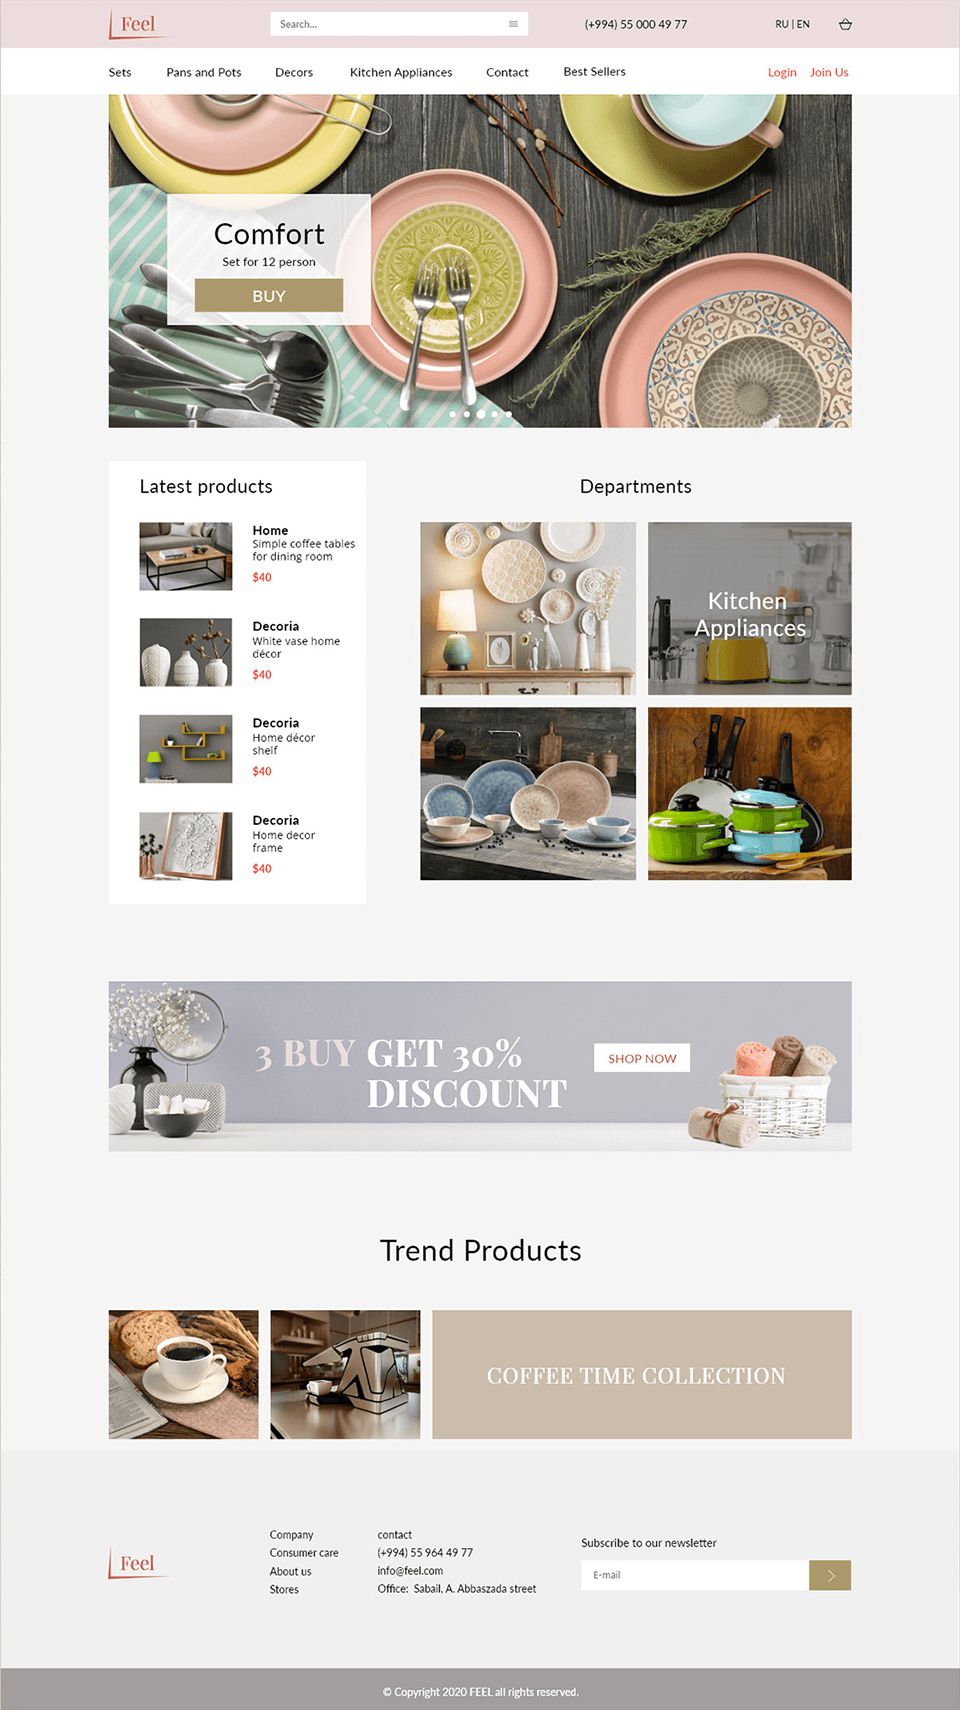 Feel
Search...
(+994) 55 000 49 77
RU | EN
Sets
Pans and Pots
Decors
Kitchen Appliances
Contact
Best Sellers
Login
Join Us
Comfort
Set for 12 person
BUY
Latest products
Home
Simple coffee tables
for dining room
$40
Decoria
White vase home
décor
$40
Decoria
Home décor
shelf
$40
Decoria
Home decor
frame
$40
Departments
Kitchen
Appliances
3 BUY GET 30%
DISCOUNT
SHOP NOW
Trend Products
COFFEE TIME COLLECTION
Feel
Company
Consumer care
About us
Stores
contact
(+994) 55 964 49 77
info@feel.com
Office: Sabail, A. Abbaszada street
Subscribe to our newsletter
E-mail
© Copyright 2020 FEEL all rights reserved.